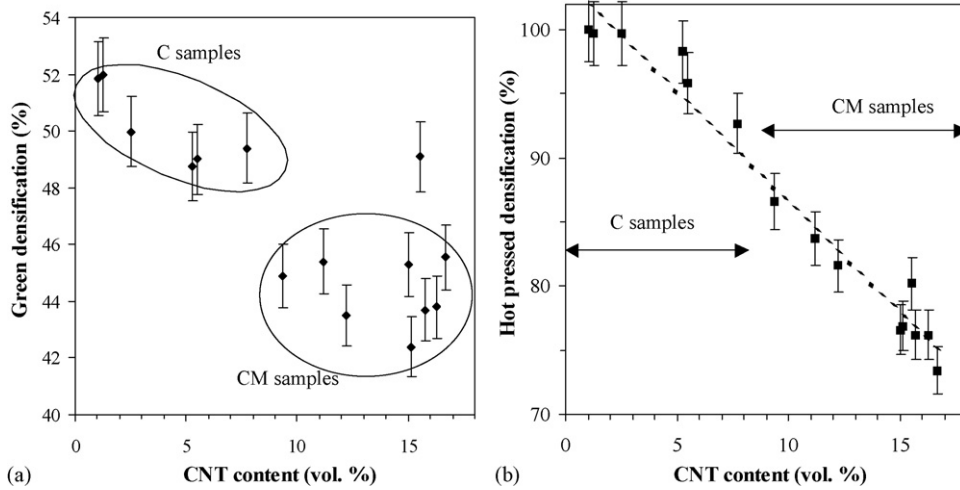 54
52
50
48
46
44
42
40
Green densification (%)
C samples
CM samples
0
5
10
15
(a)
CNT content (vol. %)
100
90
80
70
Hot pressed densification (%)
CM samples
C samples
0
5
10
15
(b)
CNT content (vol. %)